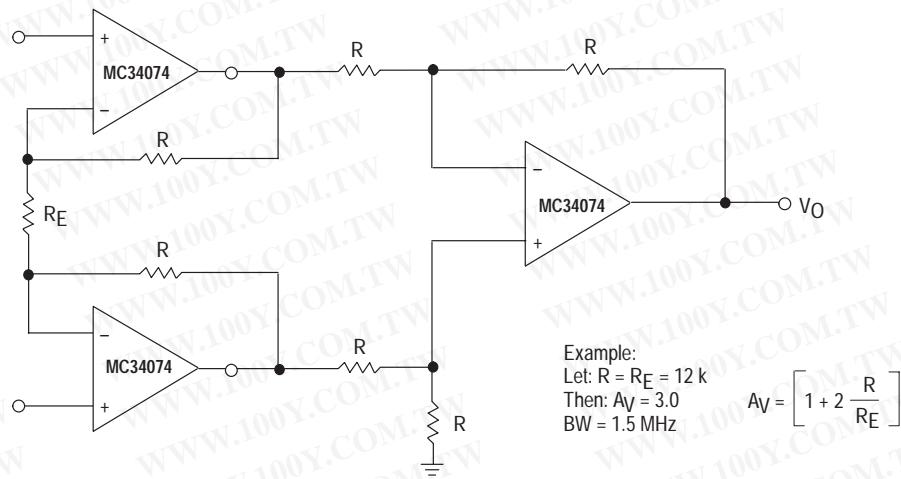 +
MC34074
−
R
R
R
RE
−
MC34074
+
VO
R
−
MC34074
+
R
R
Example:
Let: R = RE = 12 k
Then: AV = 3.0
BW = 1.5 MHz
AV = [1 + 2 R/RE]
WWW.100Y.COM.TW